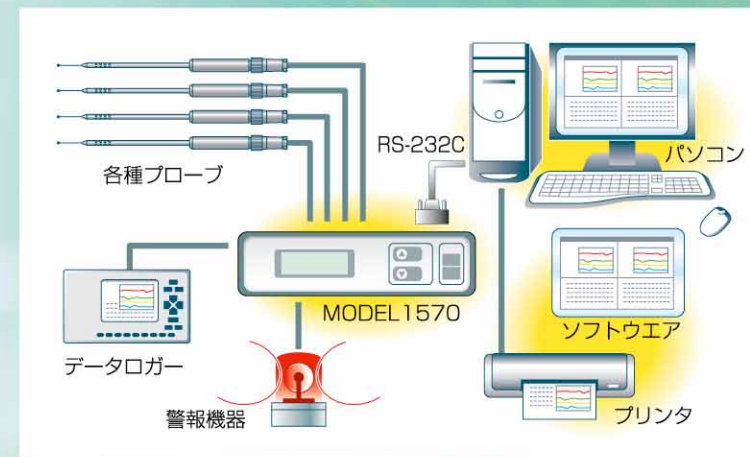 各種プローブ
RS-232C
パソコン
MODEL1570
ソフトウエア
データロガー
警報機器
プリンタ